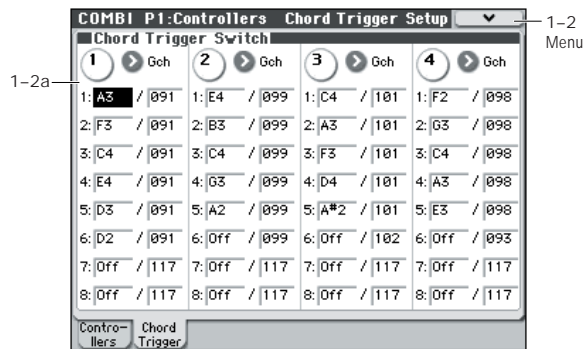 COMBI P1:Controllers Chord Trigger Setup
1–2
Menu
Chord Trigger Switch
1–2a
1 Gch 2 Gch 3 Gch 4 Gch
1: A3 / 091 1: E4 / 099 1: C4 / 101 1: F2 / 098
2: F3 / 091 2: B3 / 099 2: A3 / 101 2: G3 / 098
3: C4 / 091 3: C4 / 099 3: F3 / 101 3: C4 / 098
4: E4 / 091 4: G3 / 099 4: D4 / 101 4: A3 / 098
5: D3 / 091 5: A2 / 099 5: A#2 / 101 5: E3 / 098
6: D2 / 091 6: Off / 099 6: Off / 102 6: Off / 093
7: Off / 117 7: Off / 117 7: Off / 117 7: Off / 117
8: Off / 117 8: Off / 117 8: Off / 117 8: Off / 117
Contro–
llers
Chord
Trigger